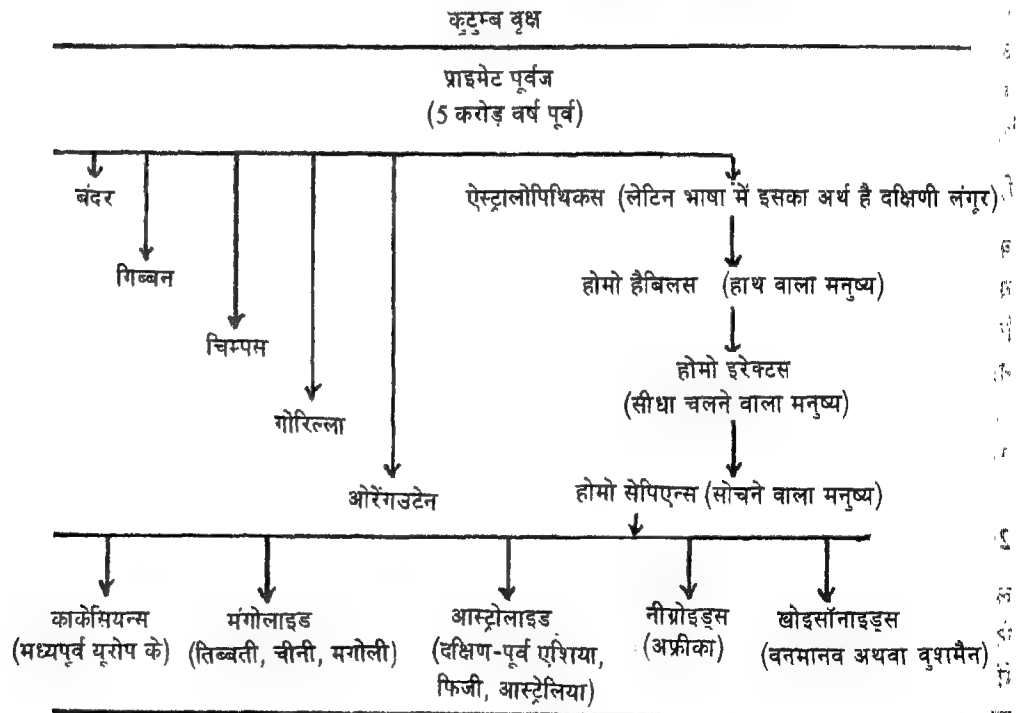 कुटुम्ब वृक्ष
प्राइमेट पूर्वज
(5 करोड़ वर्ष पूर्व)
बंदर
ऐस्ट्रालोपिथिकस (लेटिन भाषा में इसका अर्थ है दक्षिणी लंगूर)
गिब्बन
होमो हैबिलस (हाथ वाला मनुष्य)
चिम्पस
होमो इरेक्टस
(सीधा चलने वाला मनुष्य)
गोरिल्ला
ओरेंगउटेन
होमो सेपिएन्स (सोचने वाला मनुष्य)
कार्केसियन्स
(मध्यपूर्व यूरोप के)
मंगोलाइड
(तिब्बती, चीनी, मगोली)
आस्ट्रोलाइड
(दक्षिण-पूर्व एशिया,
फिजी, आस्ट्रेलिया)
नीग्रोइड्स
(अफ्रीका)
खोइसॉनाइड्स
(वनमानव अथवा वुशमैन)